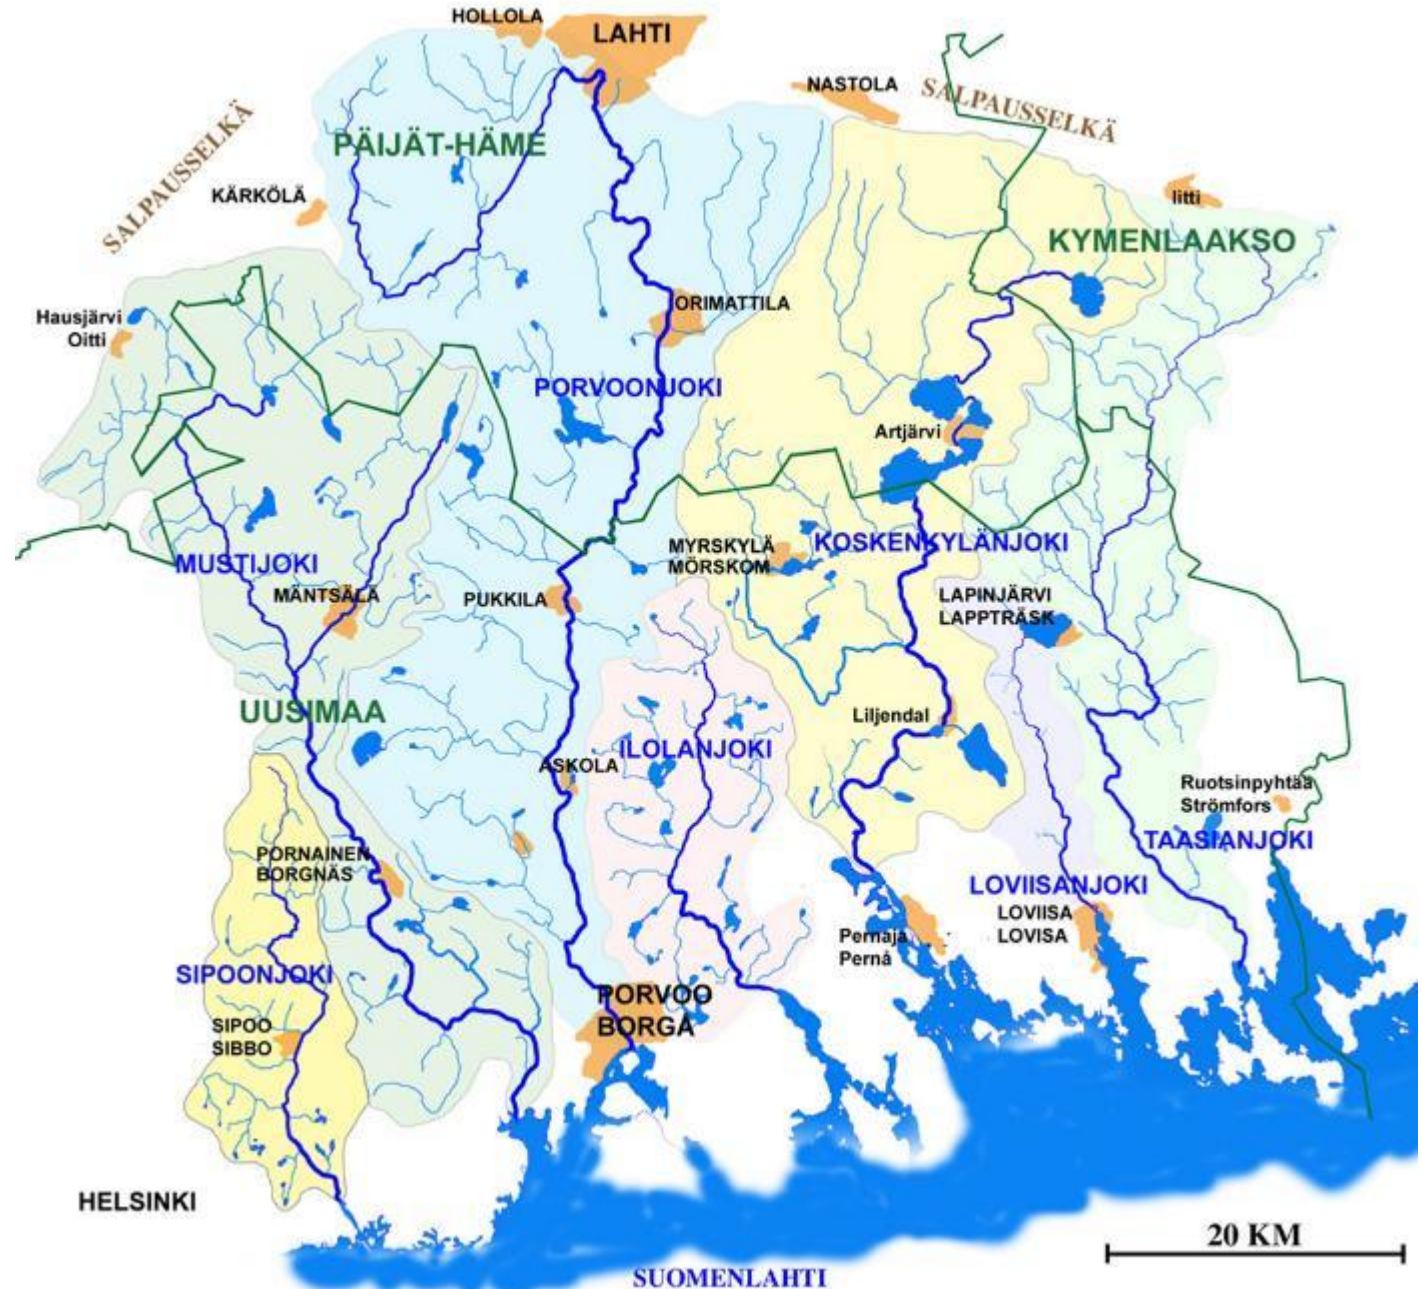 HOLLOLA
LAHTI
NASTOLA
SALPAUSSELKÄ
SALPAUSSELKÄ
PÄIJÄT-HÄME
KÄRKÖLÄ
Iitti
KYMENLAAKSO
Hausjärvi
Oitti
ORIMATTILA
PORVOONJOKI
Artjärvi
MUSTIJOKI
MYRSKYLÄ
MÖRSKOM
KOSKENKYLÄNJOKI
MÄNTSÄLÄ
PUKKILA
LAPINJÄRVI
LAPPTRÄSK
UUSIMAA
Liljendal
ILOLANJOKI
ASKOLA
Ruotsinpyhtää
Strömfors
TAASIANJOKI
PORNAINEN
BORGNÄS
LOVIISANJOKI
LOVIISA
LOVISA
Pernaja
Pernå
SIPOONJOKI
PORVOO
BORGÅ
SIPOO
SIBBO
HELSINKI
20 KM
SUOMENLAHTI